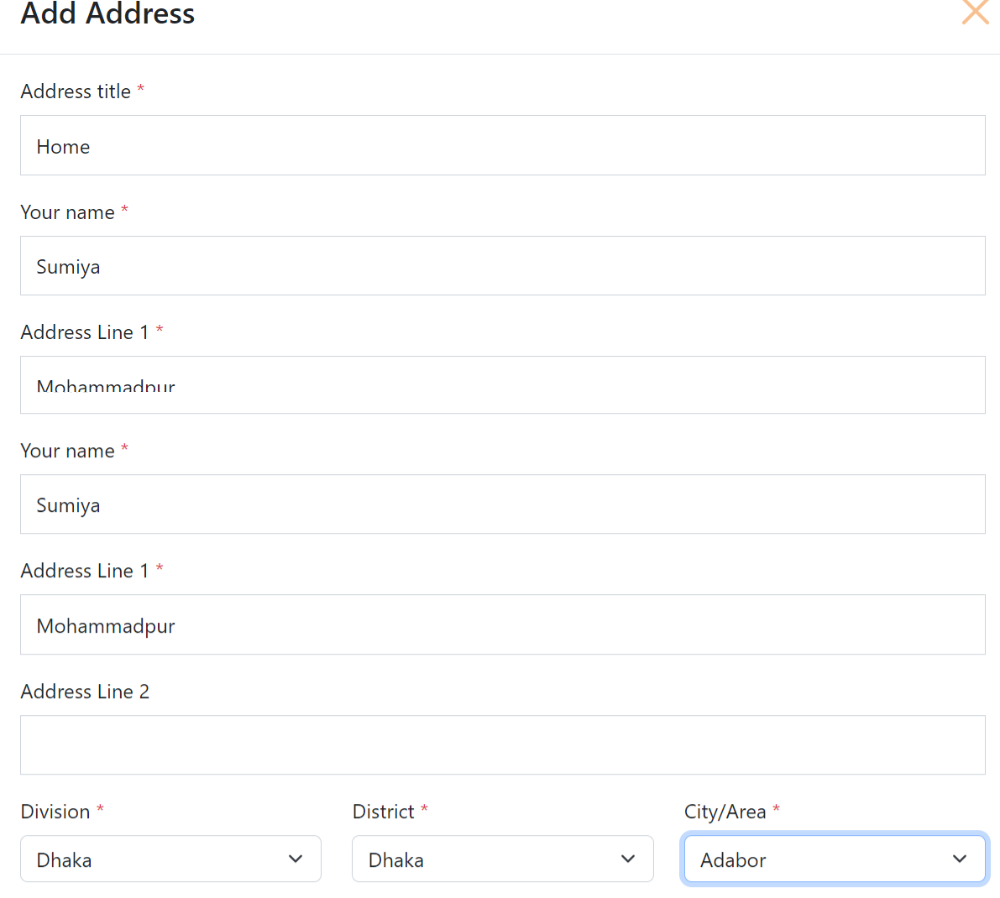 Add Address
Address title *
Home
Your name *
Sumiya
Address Line 1 *
Mohammadpur
Your name *
Sumiya
Address Line 1 *
Mohammadpur
Address Line 2
Division * District * City/Area *
Dhaka Dhaka Adabor